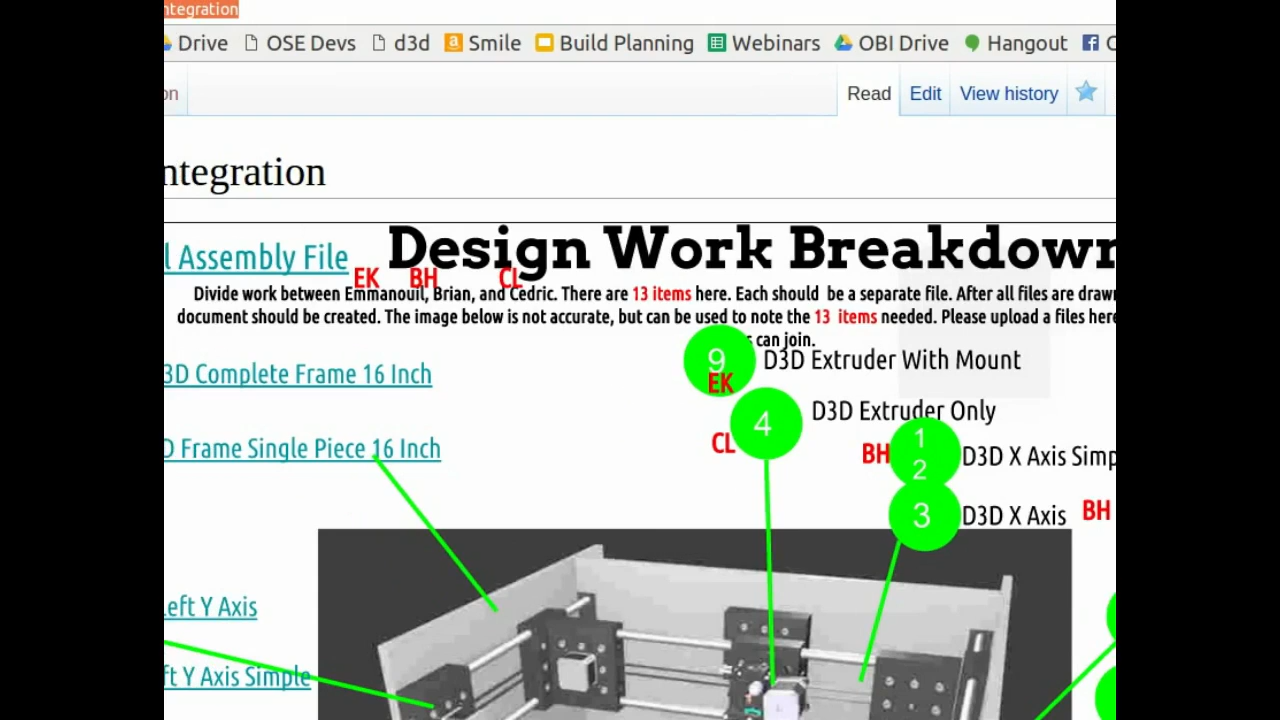 ntegration
Drive OSE Devs d3d Smile Build Planning Webinars OBI Drive Hangout
on Read Edit View history
ntegration
l Assembly File Design Work Breakdown
EK BH CL
Divide work between Emmanouil, Brian, and Cedric. There are 13 items here. Each should be a separate file. After all files are drawn
document should be created. The image below is not accurate, but can be used to note the 13 items needed. Please upload a files here
can join.
9 D3D Extruder With Mount
3D Complete Frame 16 Inch EK
D3D Extruder Only
4
CL
D Frame Single Piece 16 Inch BH 1 2 D3D X Axis Simp
3 D3D X Axis BH
Left Y Axis
ft Y Axis Simple